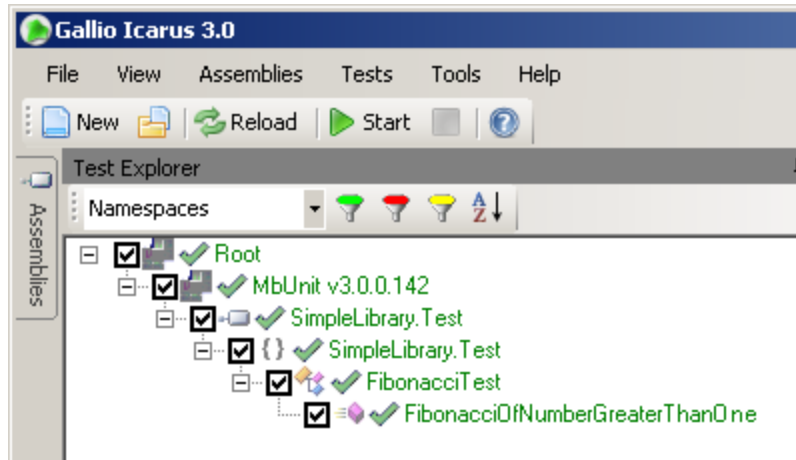 Gallio Icarus 3.0
File View Assemblies Tests Tools Help
New Reload Start
Test Explorer
Assemblies
Namespaces
Root
MbUnit v3.0.0.142
SimpleLibrary.Test
{} SimpleLibrary.Test
FibonacciTest
FibonacciOfNumberGreaterThanOne